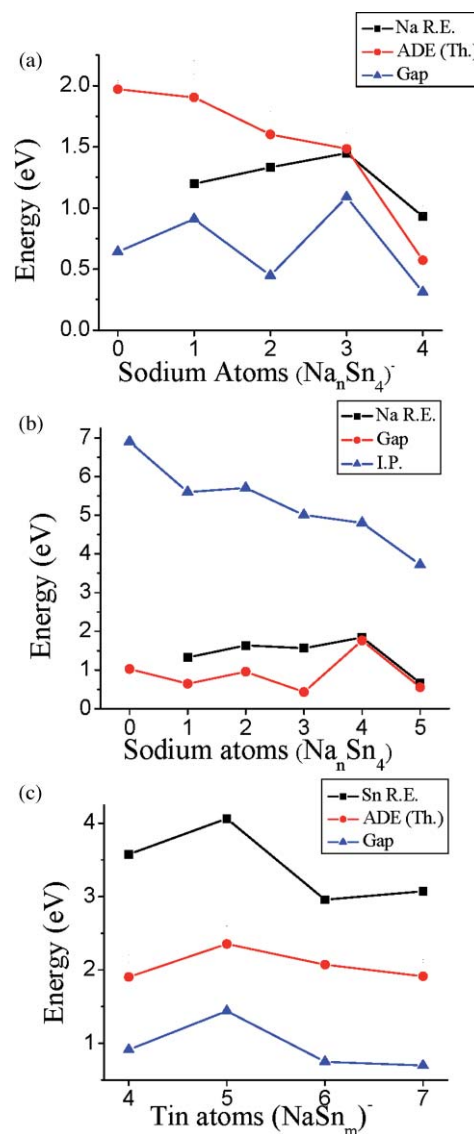 (a)
Na R.E.
ADE (Th.)
Gap
2.0
1.5
1.0
0.5
0.0
Energy (eV)
0 1 2 3 4
Sodium Atoms (NaₙSn₄)⁻
(b)
Na R.E.
Gap
I.P.
7
6
5
4
3
2
1
0
Energy (eV)
0 1 2 3 4 5
Sodium atoms (NaₙSn₄)
(c)
Sn R.E.
ADE (Th.)
Gap
4
3
2
1
Energy (eV)
4 5 6 7
Tin atoms (NaSnₘ)⁻